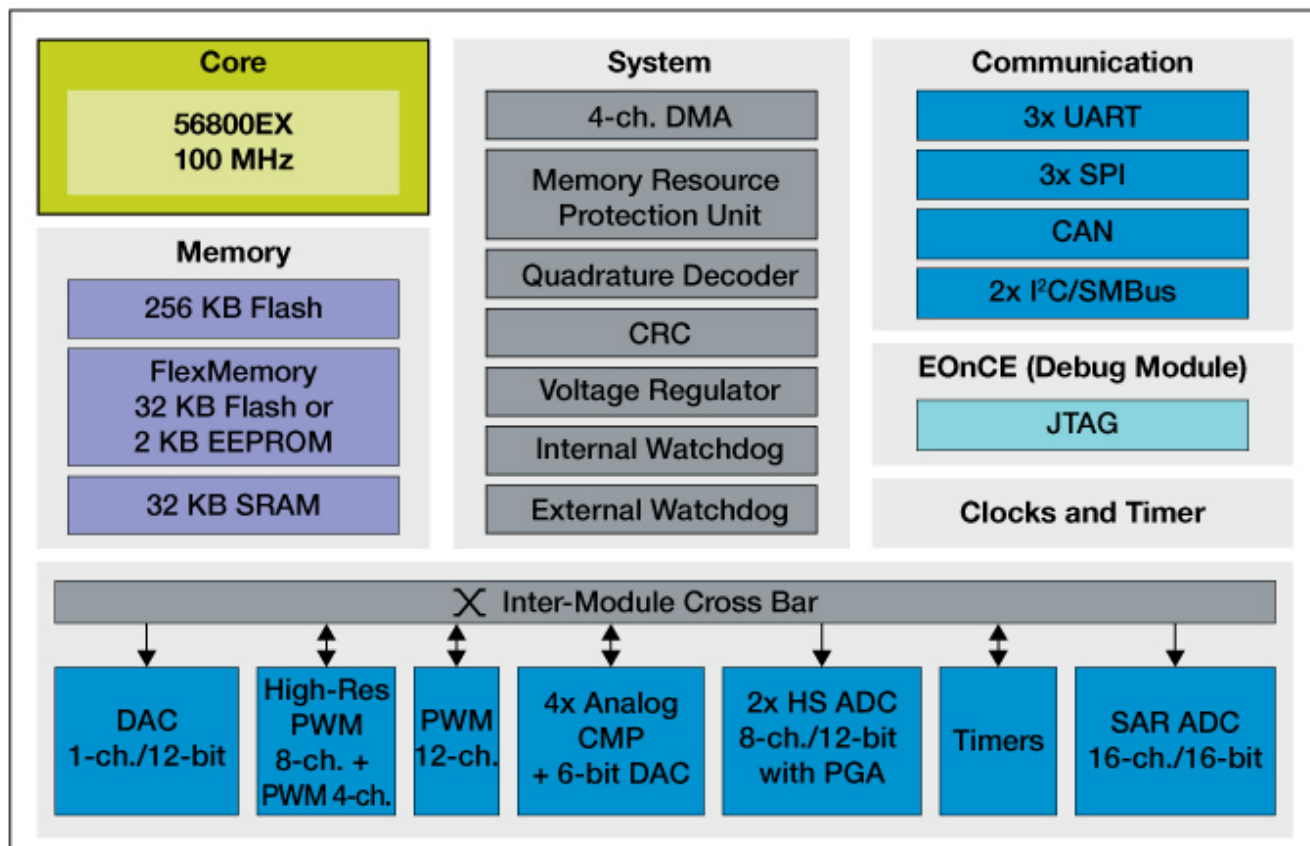 Core
56800EX
100 MHz
Memory
256 KB Flash
FlexMemory
32 KB Flash or
2 KB EEPROM
32 KB SRAM
System
4-ch. DMA
Memory Resource
Protection Unit
Quadrature Decoder
CRC
Voltage Regulator
Internal Watchdog
External Watchdog
Communication
3x UART
3x SPI
CAN
2x I²C/SMBus
EOnCE (Debug Module)
JTAG
Clocks and Timer
Inter-Module Cross Bar
DAC
1-ch./12-bit
High-Res
PWM
8-ch. +
PWM 4-ch.
PWM
12-ch.
4x Analog
CMP
+ 6-bit DAC
2x HS ADC
8-ch./12-bit
with PGA
Timers
SAR ADC
16-ch./16-bit